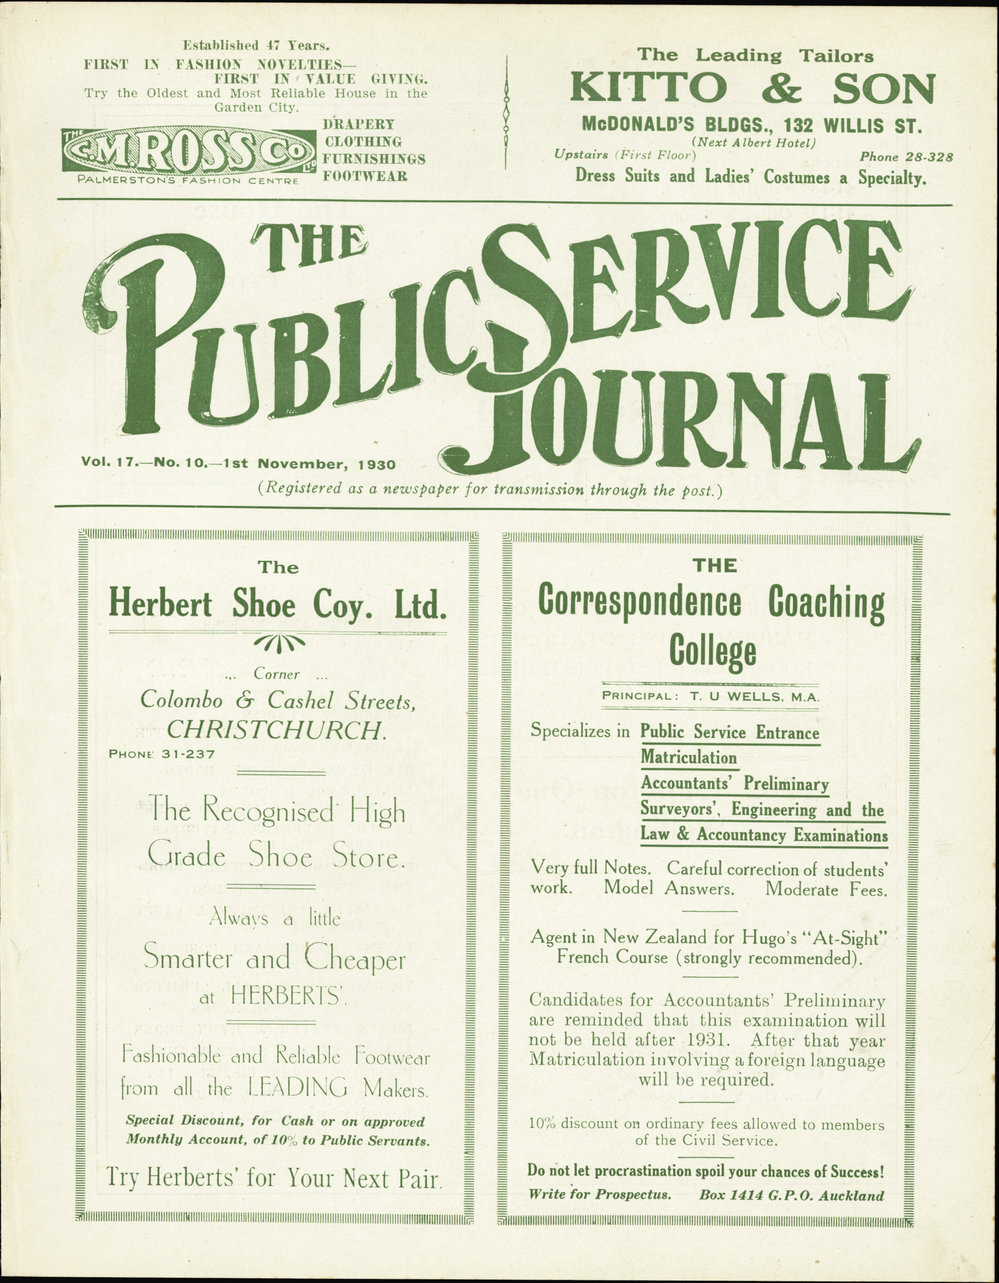 Established 47 Years.
FIRST IN FASHION NOVELTIES—
FIRST IN VALUE GIVING.
Try the Oldest and Most Reliable House in the
Garden City.
THE C.M.ROSS CO LTD
PALMERSTON'S FASHION CENTRE
DRAPERY
CLOTHING
FURNISHINGS
FOOTWEAR
The Leading Tailors
KITTO & SON
McDONALD'S BLDGS., 132 WILLIS ST.
(Next Albert Hotel)
Upstairs (First Floor) Phone 28-328
Dress Suits and Ladies' Costumes a Specialty.
THE
PUBLIC SERVICE
JOURNAL
Vol. 17.—No. 10.—1st November, 1930
(Registered as a newspaper for transmission through the post.)
The
Herbert Shoe Coy. Ltd.
... Corner ...
Colombo & Cashel Streets,
CHRISTCHURCH.
PHONE 31-237
The Recognised High
Grade Shoe Store.
Always a little
Smarter and Cheaper
at HERBERTS'.
Fashionable and Reliable Footwear
from all the LEADING Makers.
Special Discount, for Cash or on approved
Monthly Account, of 10% to Public Servants.
Try Herberts' for Your Next Pair.
THE
Correspondence Coaching
College
PRINCIPAL: T. U WELLS, M.A.
Specializes in Public Service Entrance
Matriculation
Accountants' Preliminary
Surveyors', Engineering and the
Law & Accountancy Examinations
Very full Notes. Careful correction of students'
work. Model Answers. Moderate Fees.
Agent in New Zealand for Hugo's "At-Sight"
French Course (strongly recommended).
Candidates for Accountants' Preliminary
are reminded that this examination will
not be held after 1931. After that year
Matriculation involving a foreign language
will be required.
10% discount on ordinary fees allowed to members
of the Civil Service.
Do not let procrastination spoil your chances of Success!
Write for Prospectus. Box 1414 G.P.O. Auckland